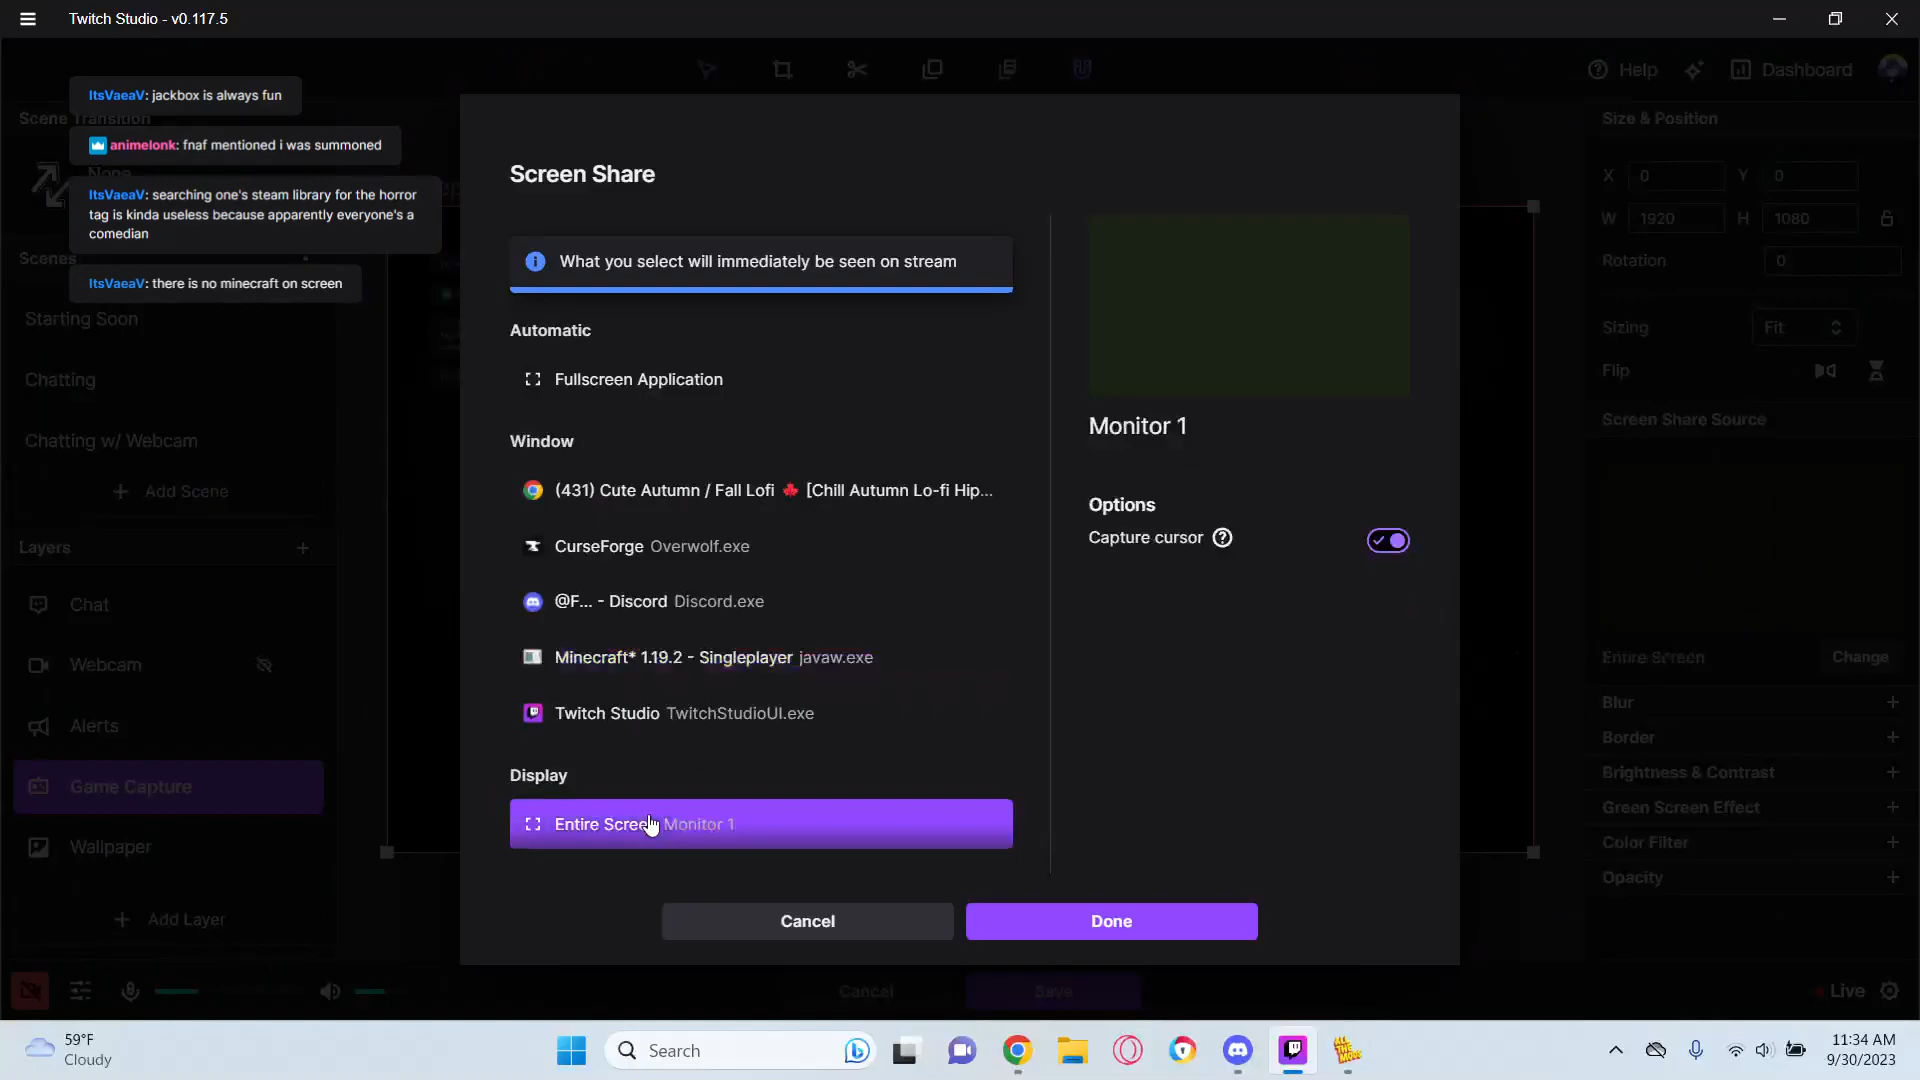 Twitch Studio - v0.117.5
Help
Dashboard
ItsVaeaV: jackbox is always fun
Scene Transition
animelonk: fnaf mentioned i was summoned
None
ItsVaeaV: searching one's steam library for the horror
tag is kinda useless because apparently everyone's a
comedian
Scenes
ItsVaeaV: there is no minecraft on screen
Starting Soon
Chatting
Chatting w/ Webcam
+ Add Scene
Layers +
Chat
Webcam
Alerts
Game Capture
Wallpaper
+ Add Layer
Screen Share
What you select will immediately be seen on stream
Automatic
Fullscreen Application
Window
(431) Cute Autumn / Fall Lofi 🍁 [Chill Autumn Lo-fi Hip...
CurseForge Overwolf.exe
@F... - Discord Discord.exe
Minecraft* 1.19.2 - Singleplayer javaw.exe
Twitch Studio TwitchStudioUI.exe
Display
Entire Screen Monitor 1
Cancel
Done
Monitor 1
Options
Capture cursor
Size & Position
X 0 Y 0
W 1920 H 1080
Rotation 0
Sizing Fit
Flip
Screen Share Source
Entire Screen Change
Blur +
Border +
Brightness & Contrast +
Green Screen Effect +
Color Filter +
Opacity +
Cancel
Save
Live
59°F
Cloudy
Search
ALL THE MODS
11:34 AM
9/30/2023